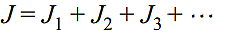 J = J₁ + J₂ + J₃ + ⋯